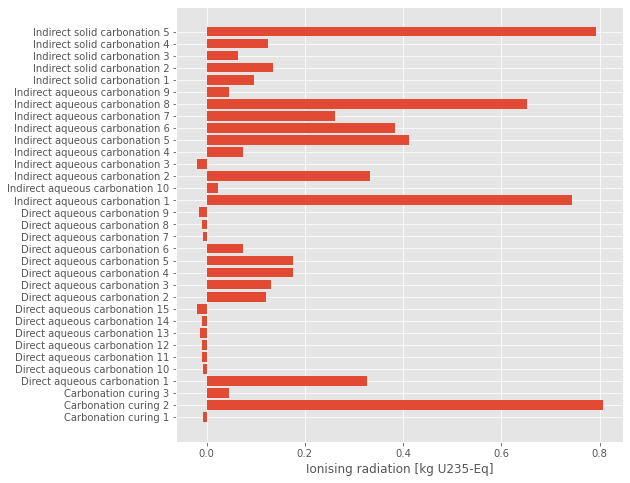 Indirect solid carbonation 5
Indirect solid carbonation 4
Indirect solid carbonation 3
Indirect solid carbonation 2
Indirect solid carbonation 1
Indirect aqueous carbonation 9
Indirect aqueous carbonation 8
Indirect aqueous carbonation 7
Indirect aqueous carbonation 6
Indirect aqueous carbonation 5
Indirect aqueous carbonation 4
Indirect aqueous carbonation 3
Indirect aqueous carbonation 2
Indirect aqueous carbonation 10
Indirect aqueous carbonation 1
Direct aqueous carbonation 9
Direct aqueous carbonation 8
Direct aqueous carbonation 7
Direct aqueous carbonation 6
Direct aqueous carbonation 5
Direct aqueous carbonation 4
Direct aqueous carbonation 3
Direct aqueous carbonation 2
Direct aqueous carbonation 15
Direct aqueous carbonation 14
Direct aqueous carbonation 13
Direct aqueous carbonation 12
Direct aqueous carbonation 11
Direct aqueous carbonation 10
Direct aqueous carbonation 1
Carbonation curing 3
Carbonation curing 2
Carbonation curing 1
0.0 0.2 0.4 0.6 0.8
Ionising radiation [kg U235-Eq]